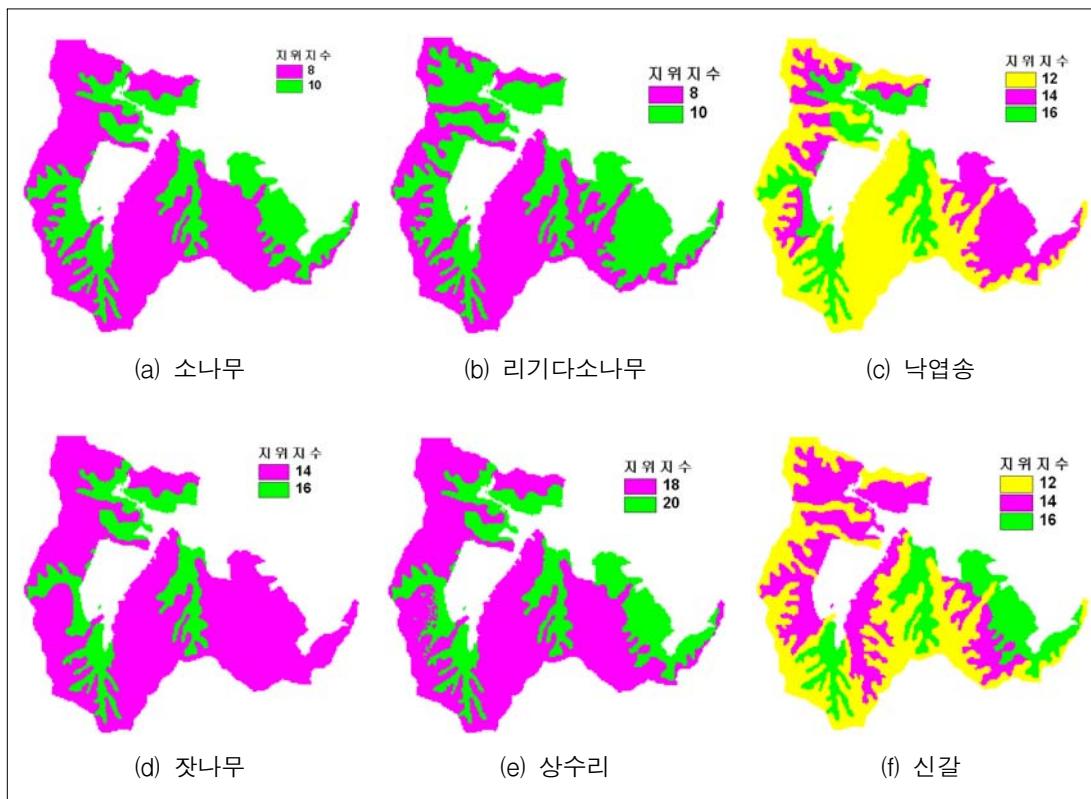 지위지수
8
10
지위지수
8
10
지위지수
12
14
16
(a) 소나무
(b) 리기다소나무
(c) 낙엽송
지위지수
14
16
지위지수
18
20
지위지수
12
14
16
(d) 잣나무
(e) 상수리
(f) 신갈